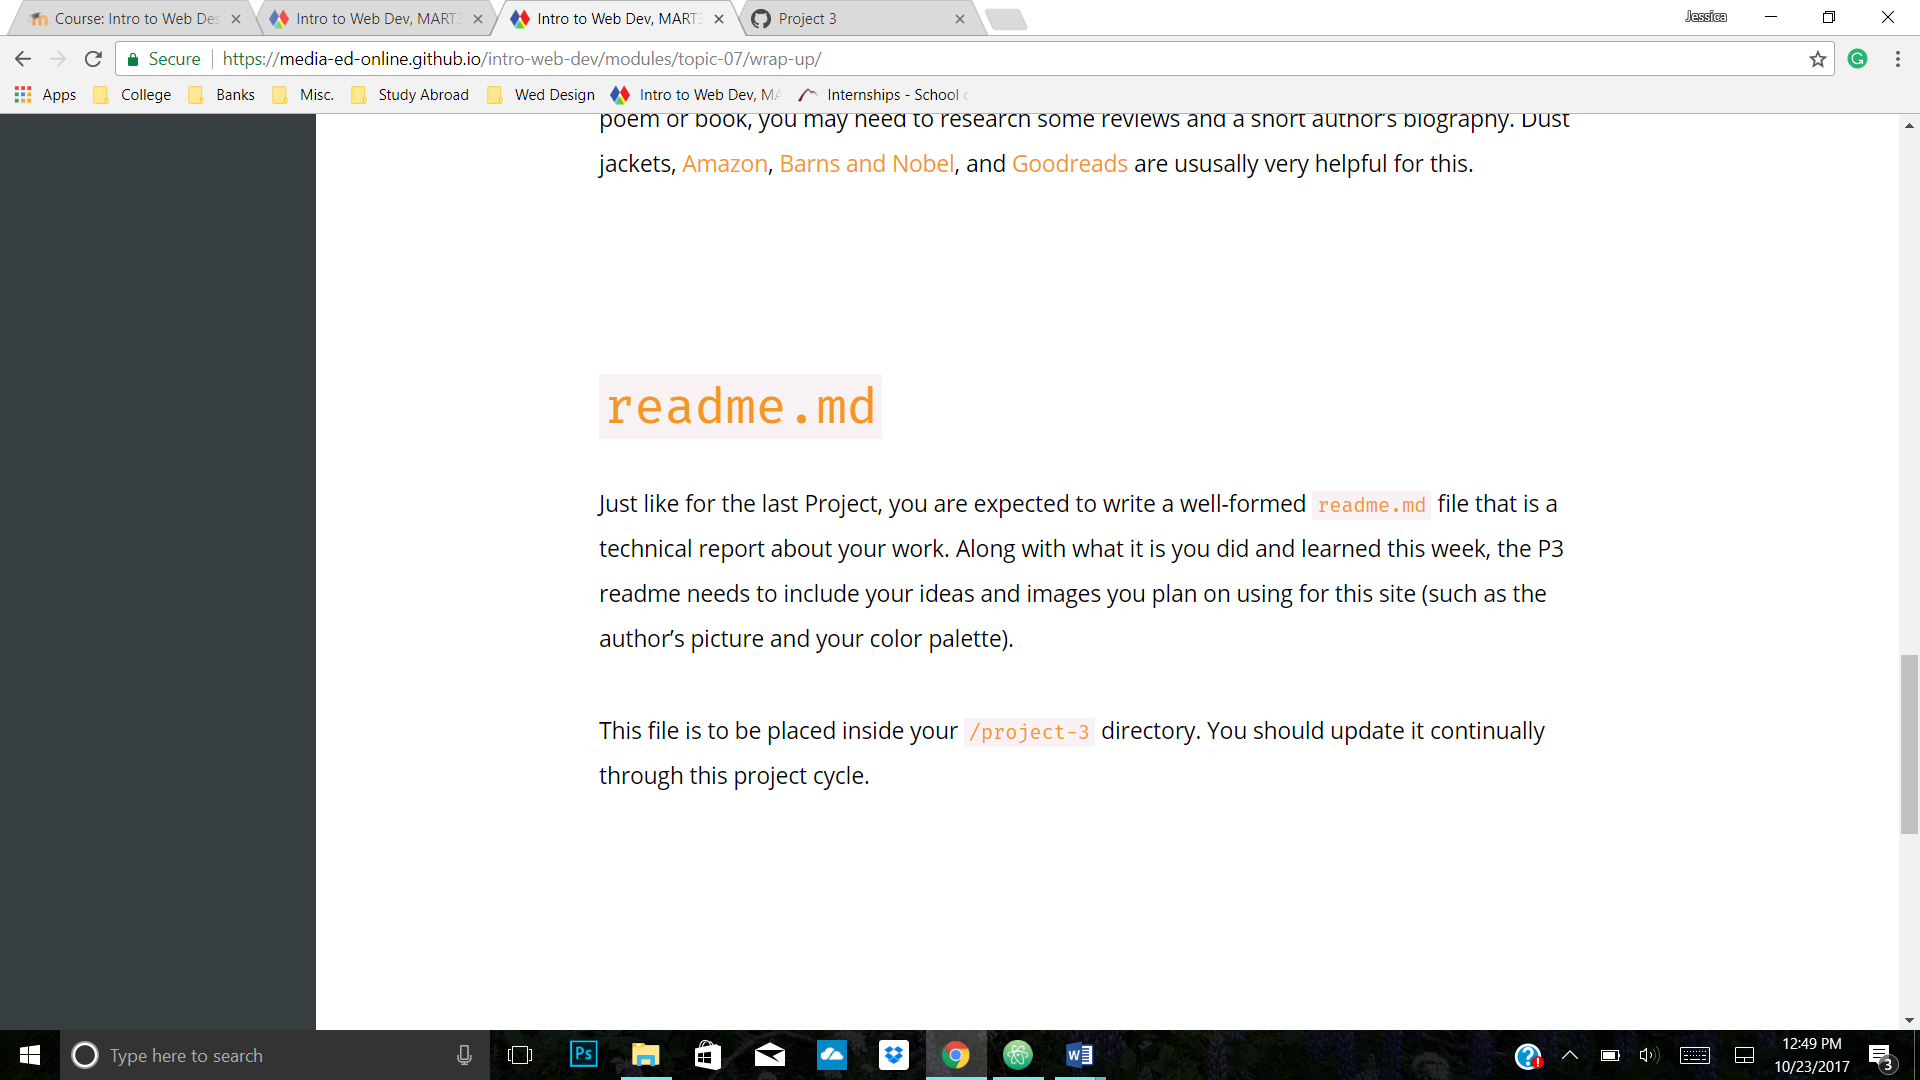 Course: Intro to Web Des
Intro to Web Dev, MART
Intro to Web Dev, MART
Project 3
Jessica
Secure
https://media-ed-online.github.io/intro-web-dev/modules/topic-07/wrap-up/
Apps
College
Banks
Misc.
Study Abroad
Wed Design
Intro to Web Dev, MA
Internships - School
poem or book, you may need to research some reviews and a short author's biography. Dust
jackets, Amazon, Barns and Nobel, and Goodreads are ususally very helpful for this.
readme.md
Just like for the last Project, you are expected to write a well-formed readme.md file that is a
technical report about your work. Along with what it is you did and learned this week, the P3
readme needs to include your ideas and images you plan on using for this site (such as the
author’s picture and your color palette).
This file is to be placed inside your /project-3 directory. You should update it continually
through this project cycle.
Type here to search
Ps
12:49 PM
10/23/2017
3